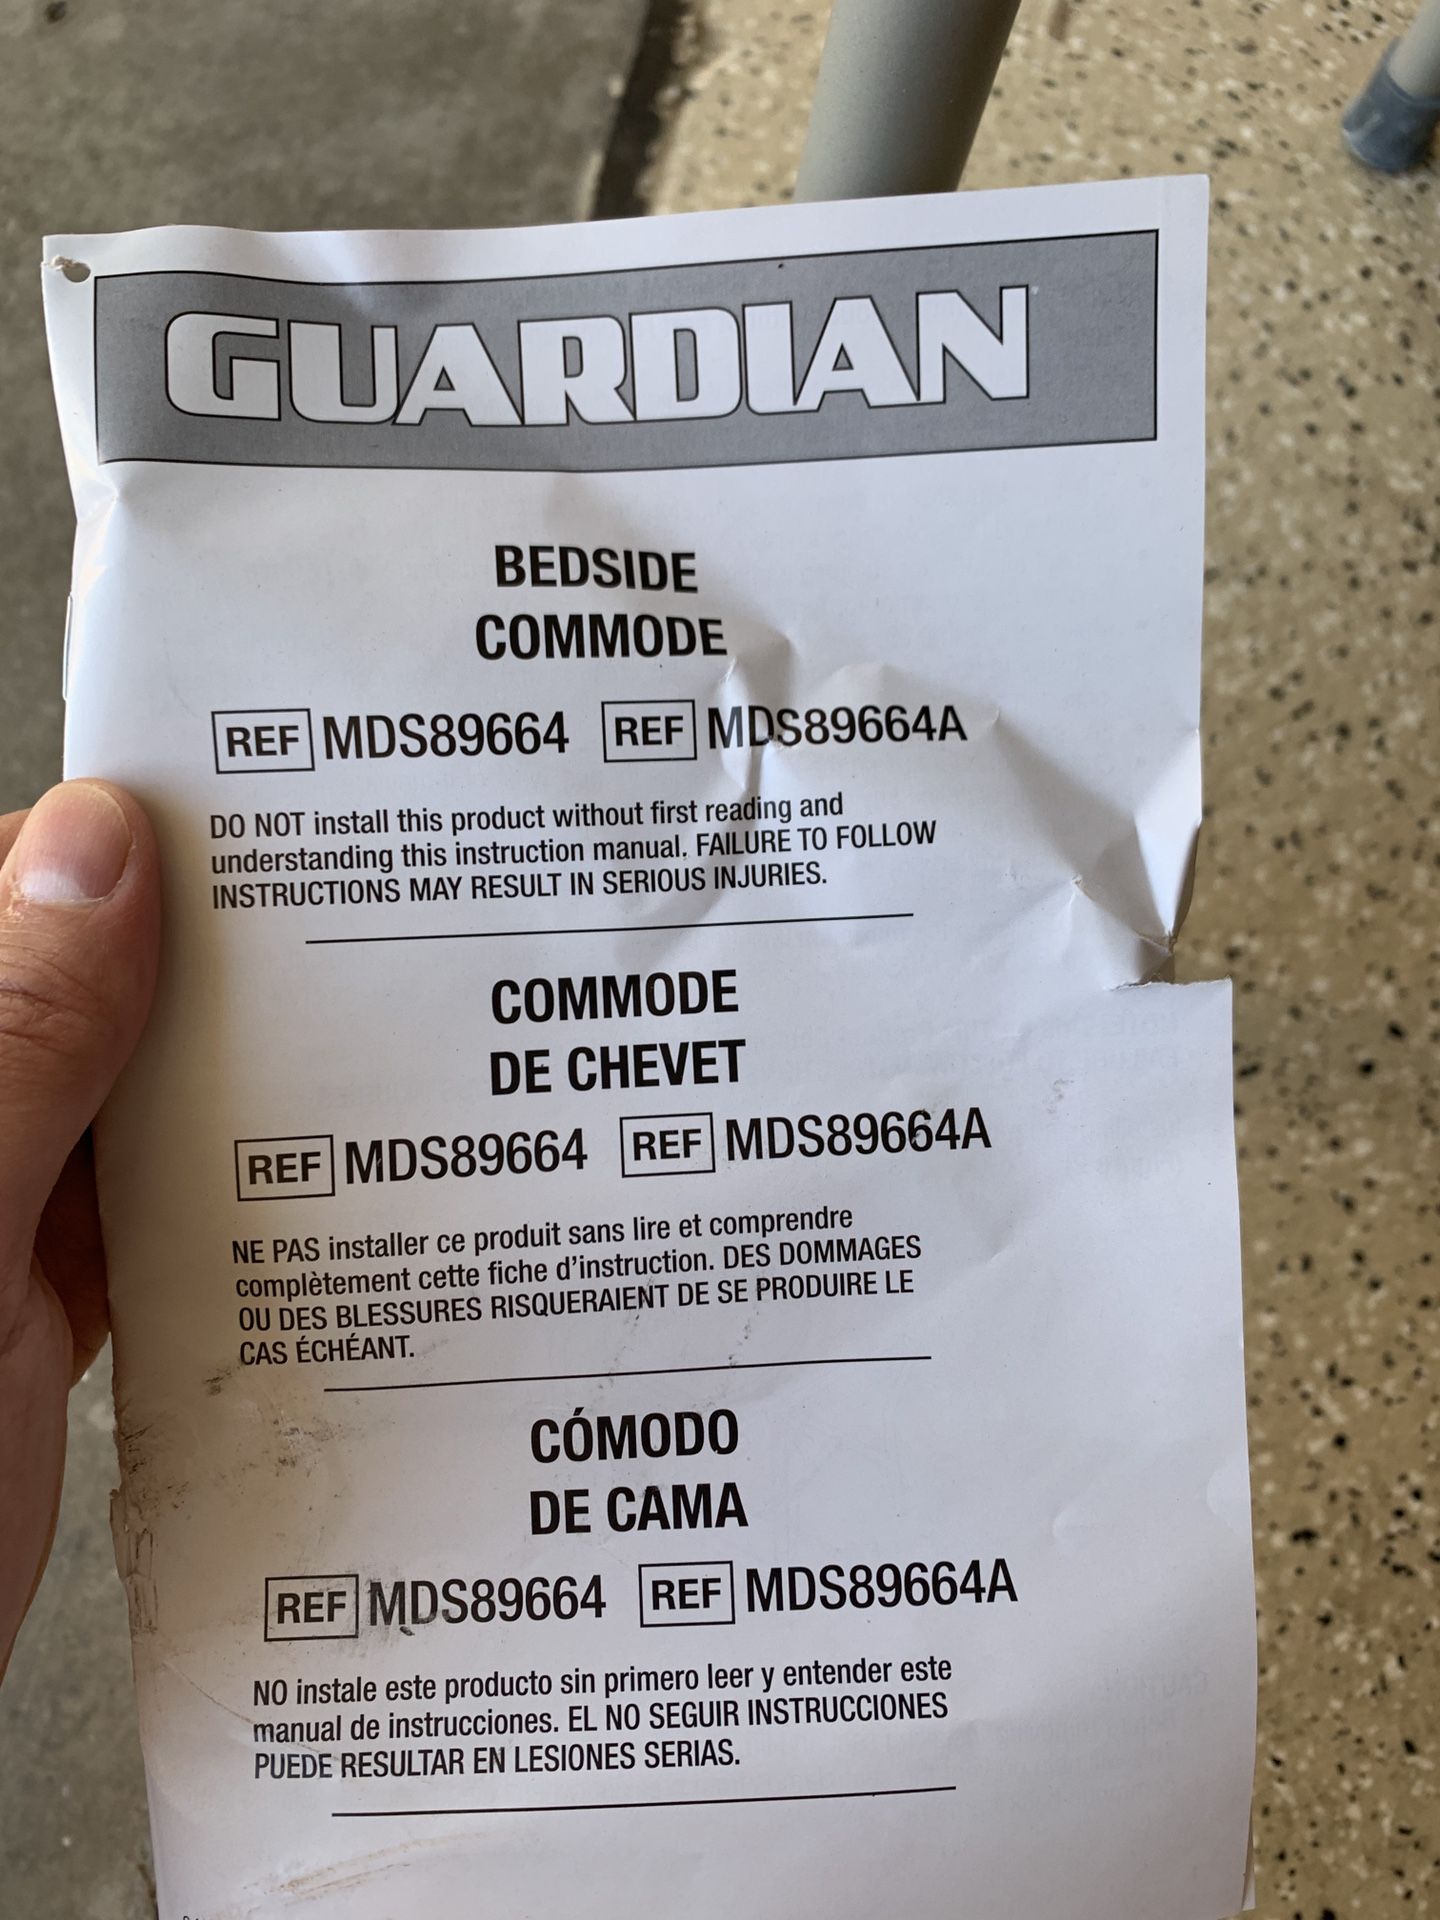 GUARDIAN
BEDSIDE
COMMODE
REF MDS89664 REF MDS89664A
DO NOT install this product without first reading and
understanding this instruction manual. FAILURE TO FOLLOW
INSTRUCTIONS MAY RESULT IN SERIOUS INJURIES.
COMMODE
DE CHEVET
REF MDS89664 REF MDS89664A
NE PAS installer ce produit sans lire et comprendre
complètement cette fiche d'instruction. DES DOMMAGES
OU DES BLESSURES RISQUERAIENT DE SE PRODUIRE LE
CAS ÉCHÉANT.
CÓMODO
DE CAMA
REF MDS89664 REF MDS89664A
NO instale este producto sin primero leer y entender este
manual de instrucciones. EL NO SEGUIR INSTRUCCIONES
PUEDE RESULTAR EN LESIONES SERIAS.